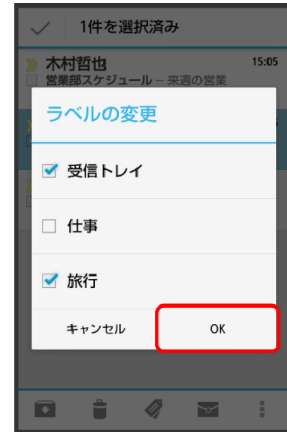 1件を選択済み
木村哲也 15:05
営業部スケジュール – 来週の営業
ラベルの変更
受信トレイ
仕事
旅行
キャンセル OK